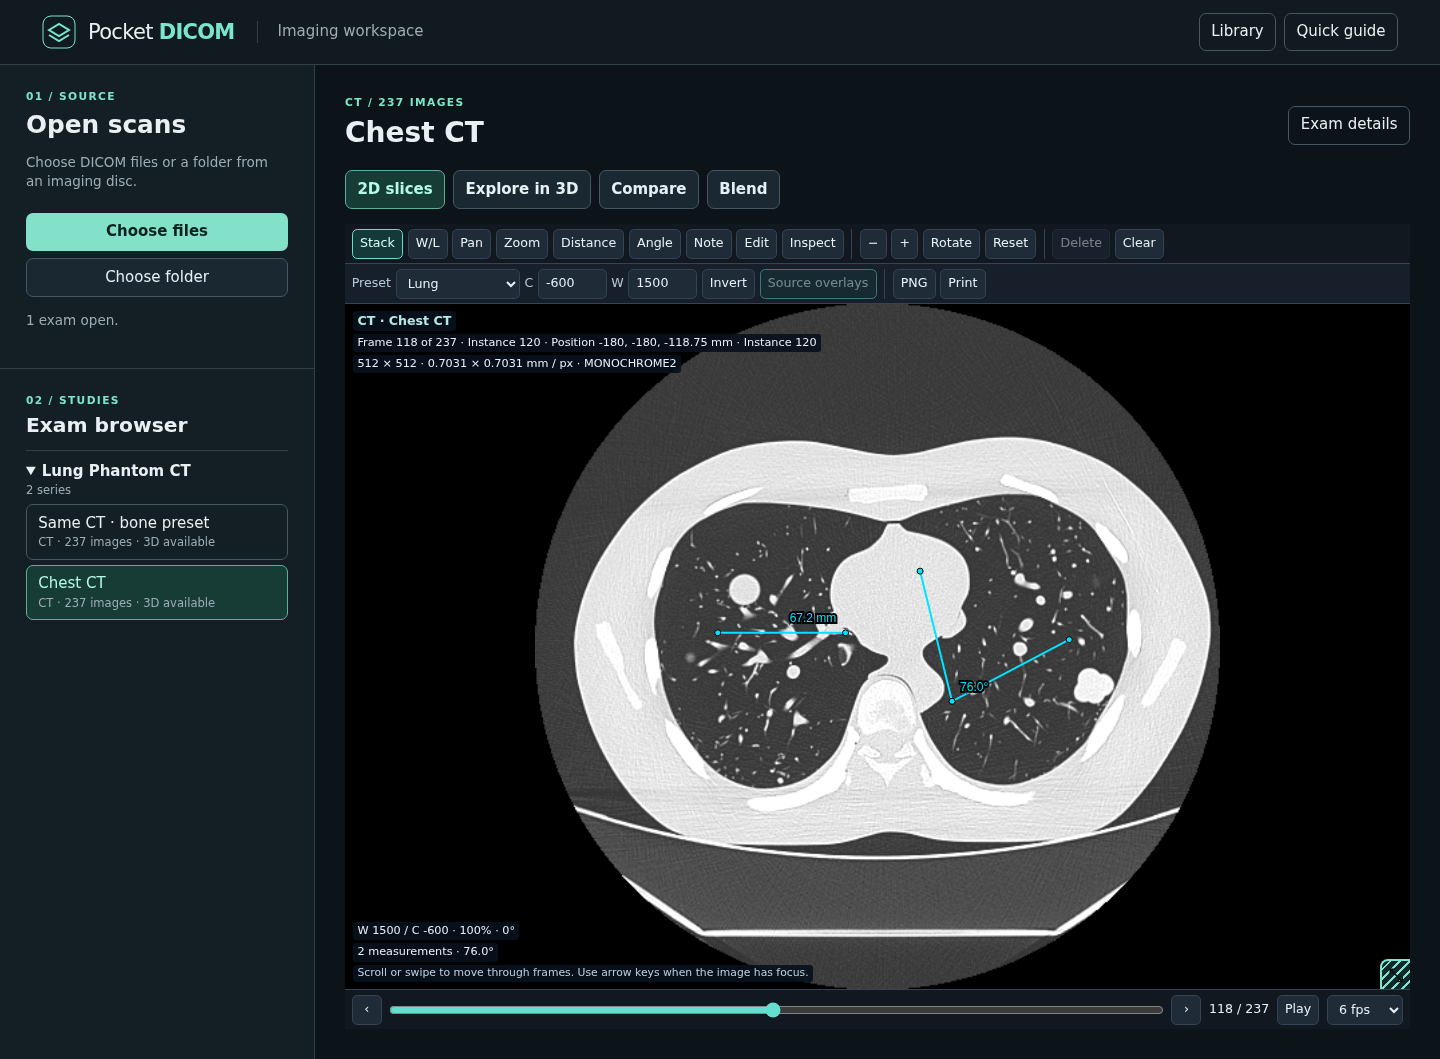 Pocket DICOM
Imaging workspace
Library
Quick guide
01 / SOURCE
Open scans
Choose DICOM files or a folder from
an imaging disc.
Choose files
Choose folder
1 exam open.
02 / STUDIES
Exam browser
▼ Lung Phantom CT
2 series
Same CT · bone preset
CT · 237 images · 3D available
Chest CT
CT · 237 images · 3D available
CT / 237 IMAGES
Chest CT
Exam details
2D slices
Explore in 3D
Compare
Blend
Stack
W/L
Pan
Zoom
Distance
Angle
Note
Edit
Inspect
−
+
Rotate
Reset
Delete
Clear
Preset
Lung
C
-600
W
1500
Invert
Source overlays
PNG
Print
CT · Chest CT
Frame 118 of 237 · Instance 120 · Position -180, -180, -118.75 mm · Instance 120
512 × 512 · 0.7031 × 0.7031 mm / px · MONOCHROME2
67.2 mm
76.0°
W 1500 / C -600 · 100% · 0°
2 measurements · 76.0°
Scroll or swipe to move through frames. Use arrow keys when the image has focus.
‹
›
118 / 237
Play
6 fps